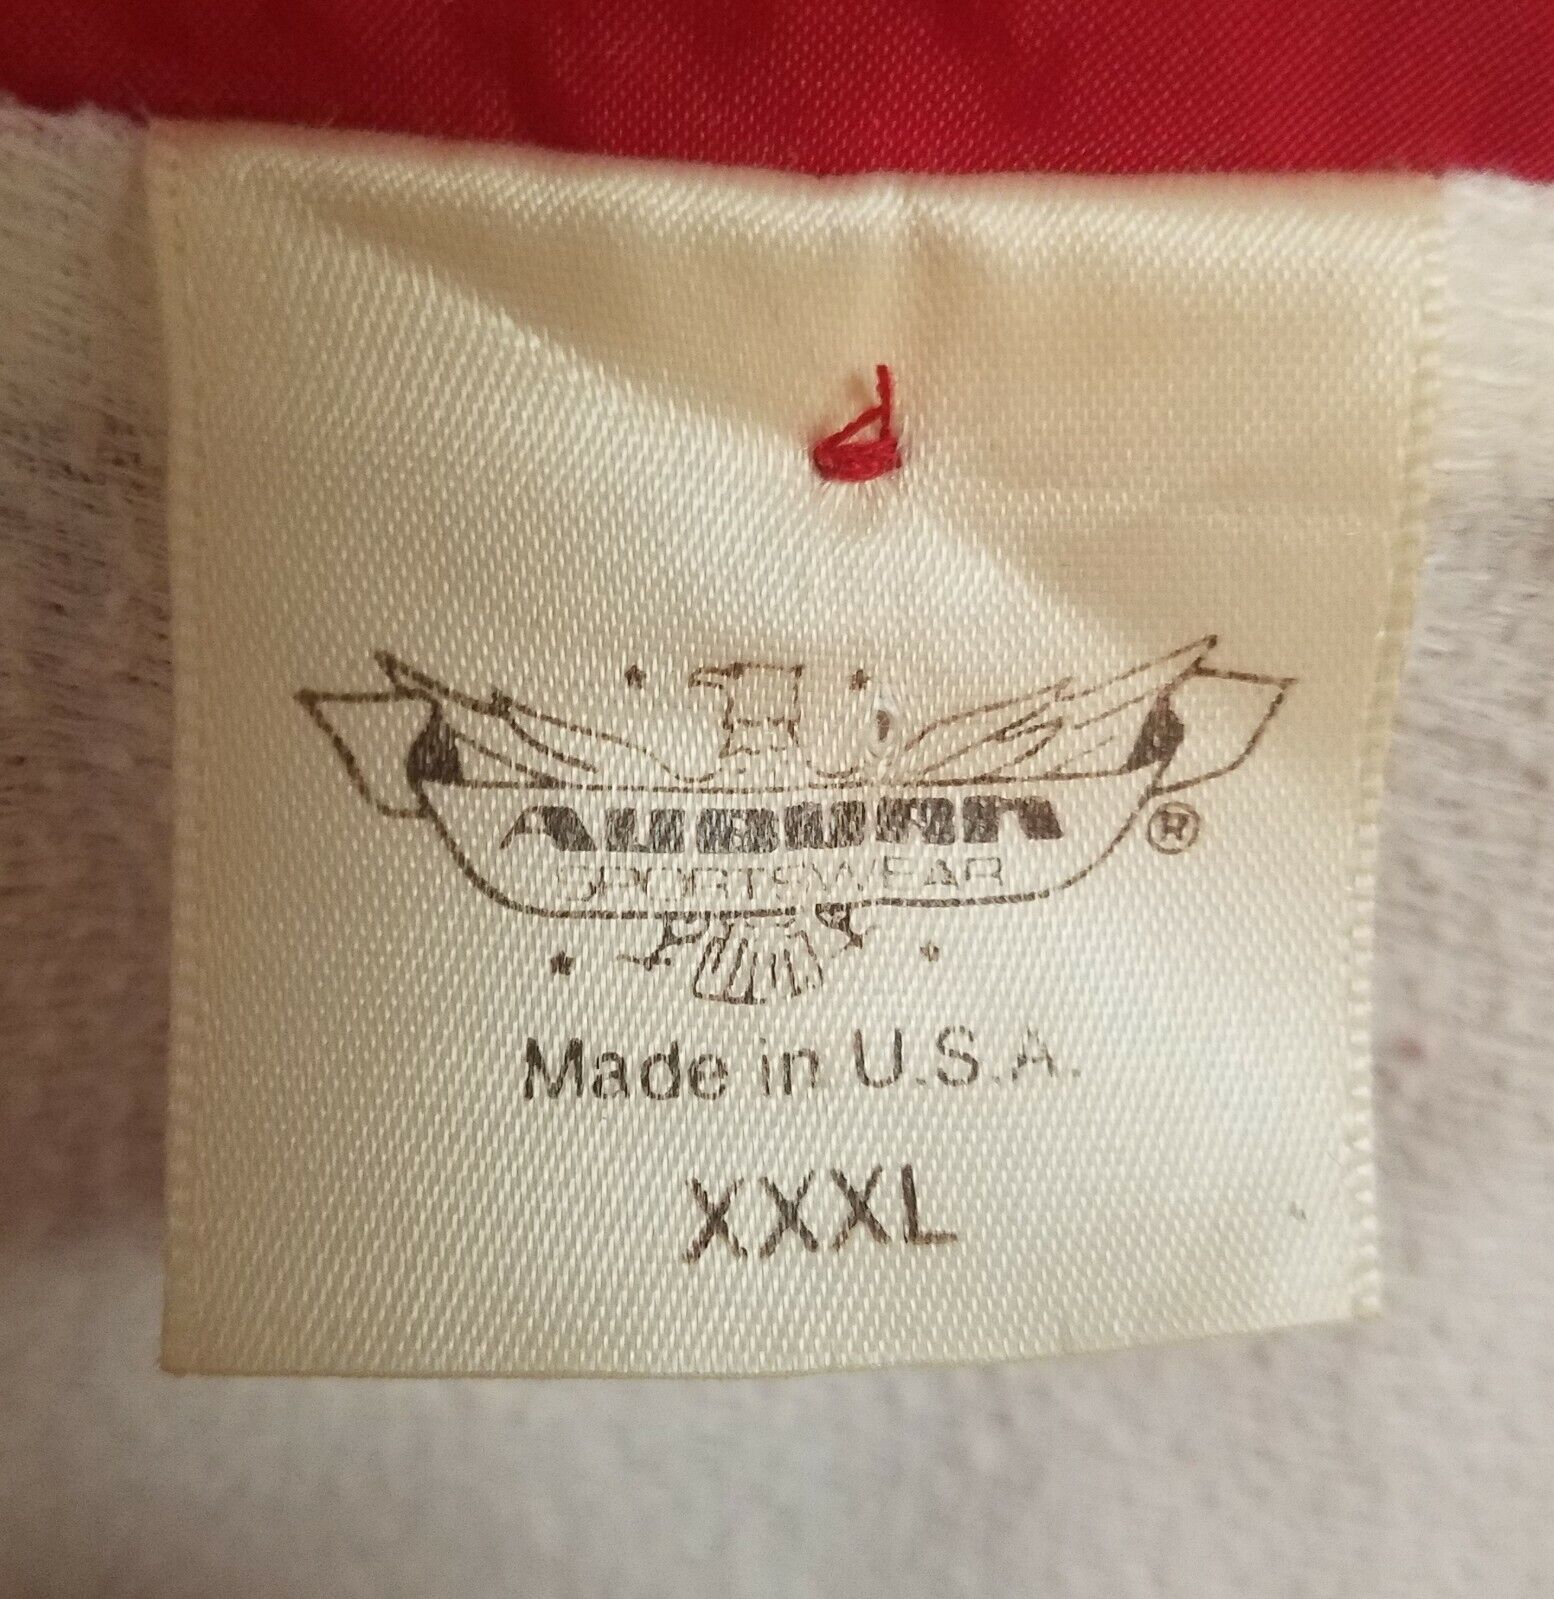 AUBURN
SPORTSWEAR
®
Made in U.S.A.
XXXL